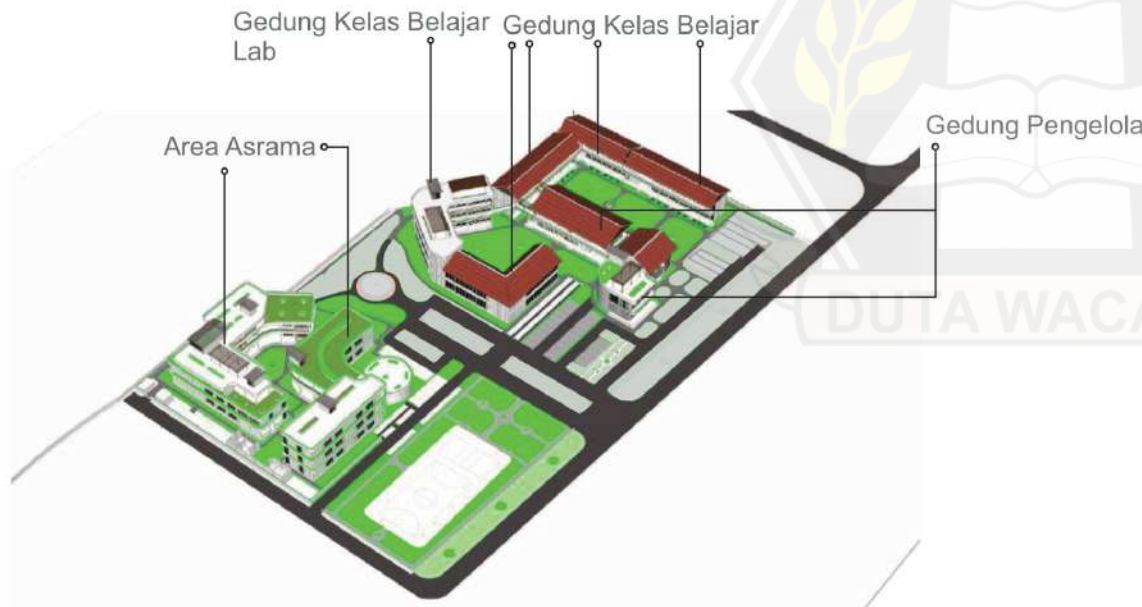 Gedung Kelas Belajar
Lab
Gedung Kelas Belajar
Area Asrama
Gedung Pengelola
DUTA WACA